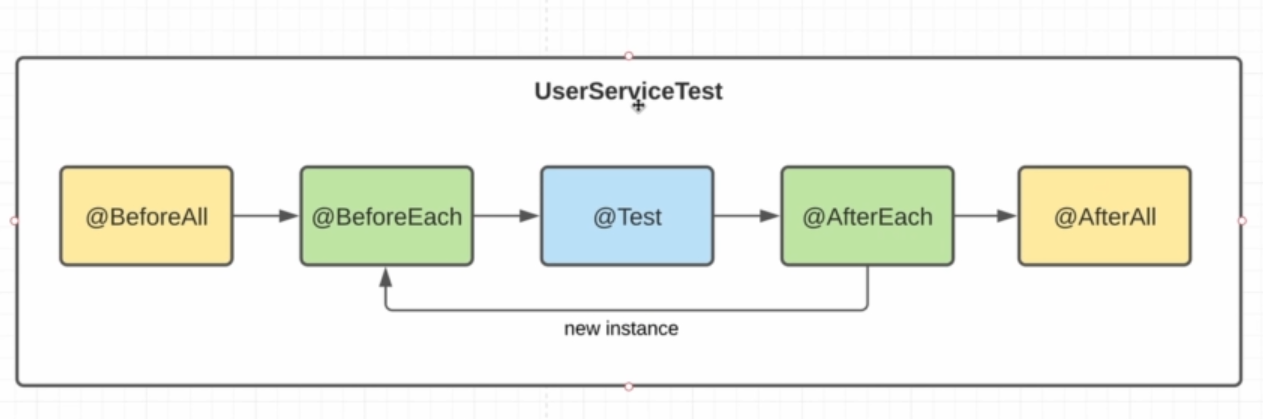 UserServiceTest
@BeforeAll
@BeforeEach
@Test
@AfterEach
@AfterAll
new instance